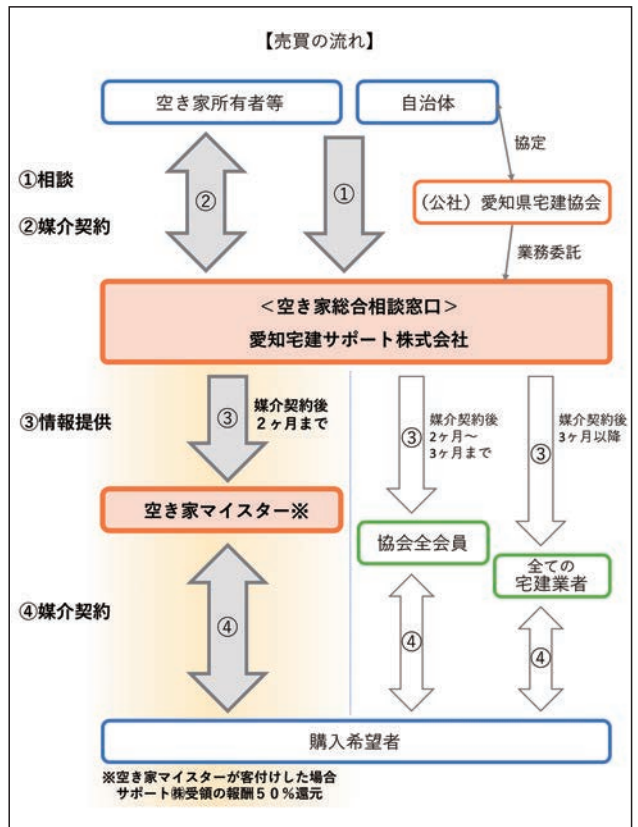 【売買の流れ】
空き家所有者等
自治体
協定
①相談
②
①
(公社)愛知県宅建協会
②媒介契約
業務委託
<空き家総合相談窓口>
愛知宅建サポート株式会社
③情報提供
③
媒介契約後
2ヶ月まで
③
媒介契約後
2ヶ月～
3ヶ月まで
③
媒介契約後
3ヶ月以降
空き家マイスター※
協会全会員
全ての
宅建業者
④媒介契約
④
④
④
購入希望者
※空き家マイスターが客付けした場合
サポート㈱受領の報酬50%還元